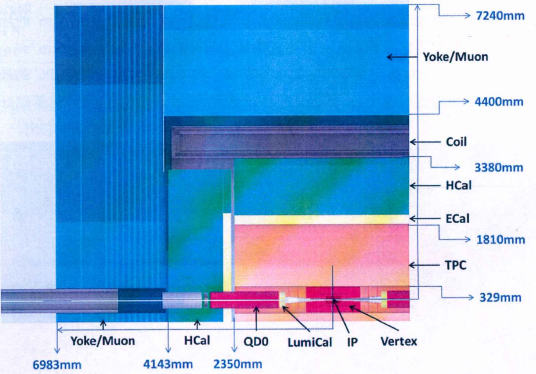 7240mm
Yoke/Muon
4400mm
Coil
3380mm
HCal
ECal
1810mm
TPC
329mm
Yoke/Muon HCal QD0 LumiCal IP Vertex
6983mm 4143mm 2350mm